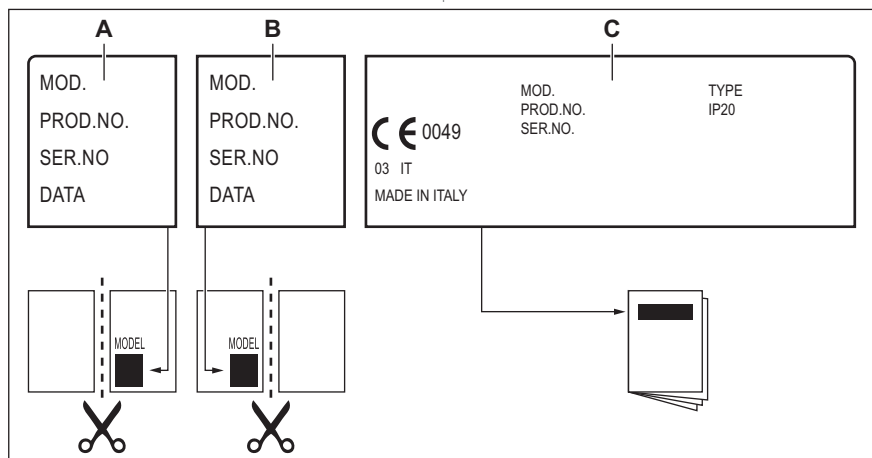 A
B
C
MOD.
PROD.NO.
SER.NO
DATA
MOD.
PROD.NO.
SER.NO
DATA
MOD.
PROD.NO.
SER.NO.
TYPE
IP20
CE 0049
03 IT
MADE IN ITALY
MODEL
MODEL